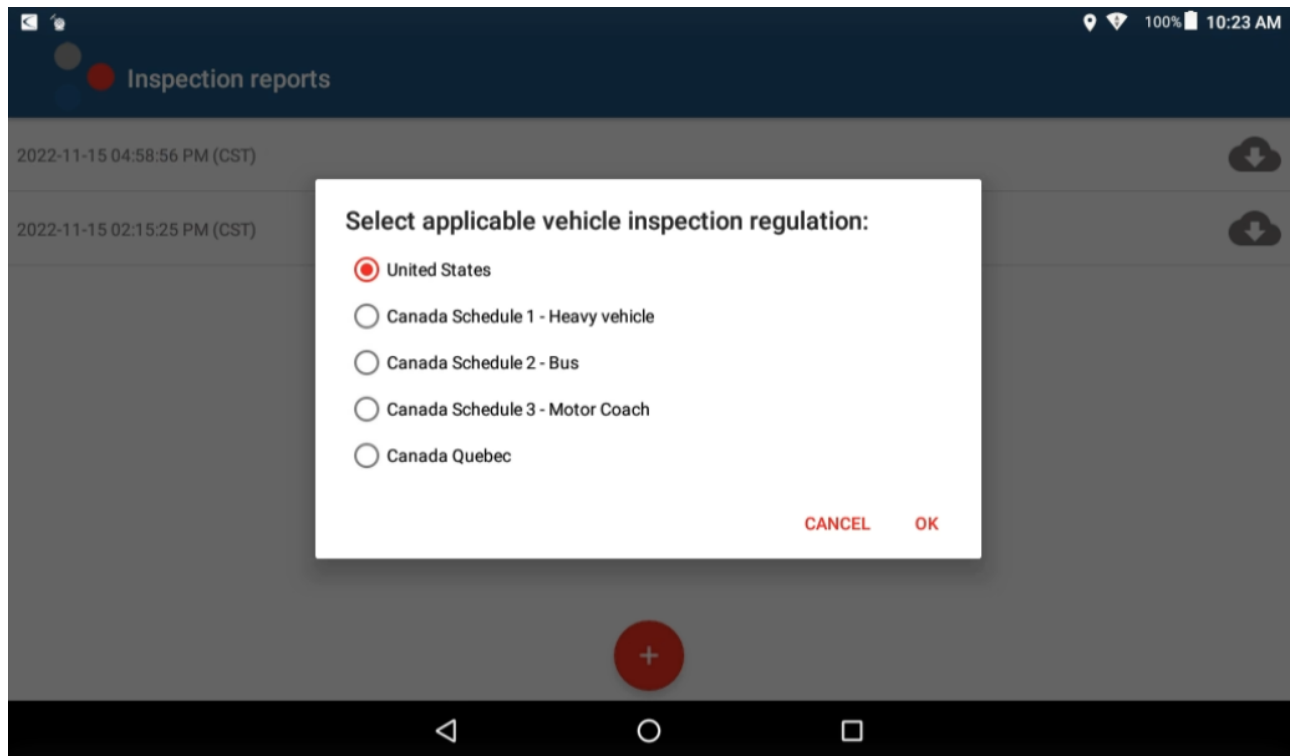 100% 10:23 AM
Inspection reports
2022-11-15 04:58:56 PM (CST)
2022-11-15 02:15:25 PM (CST)
Select applicable vehicle inspection regulation:
United States
Canada Schedule 1 - Heavy vehicle
Canada Schedule 2 - Bus
Canada Schedule 3 - Motor Coach
Canada Quebec
CANCEL OK
+